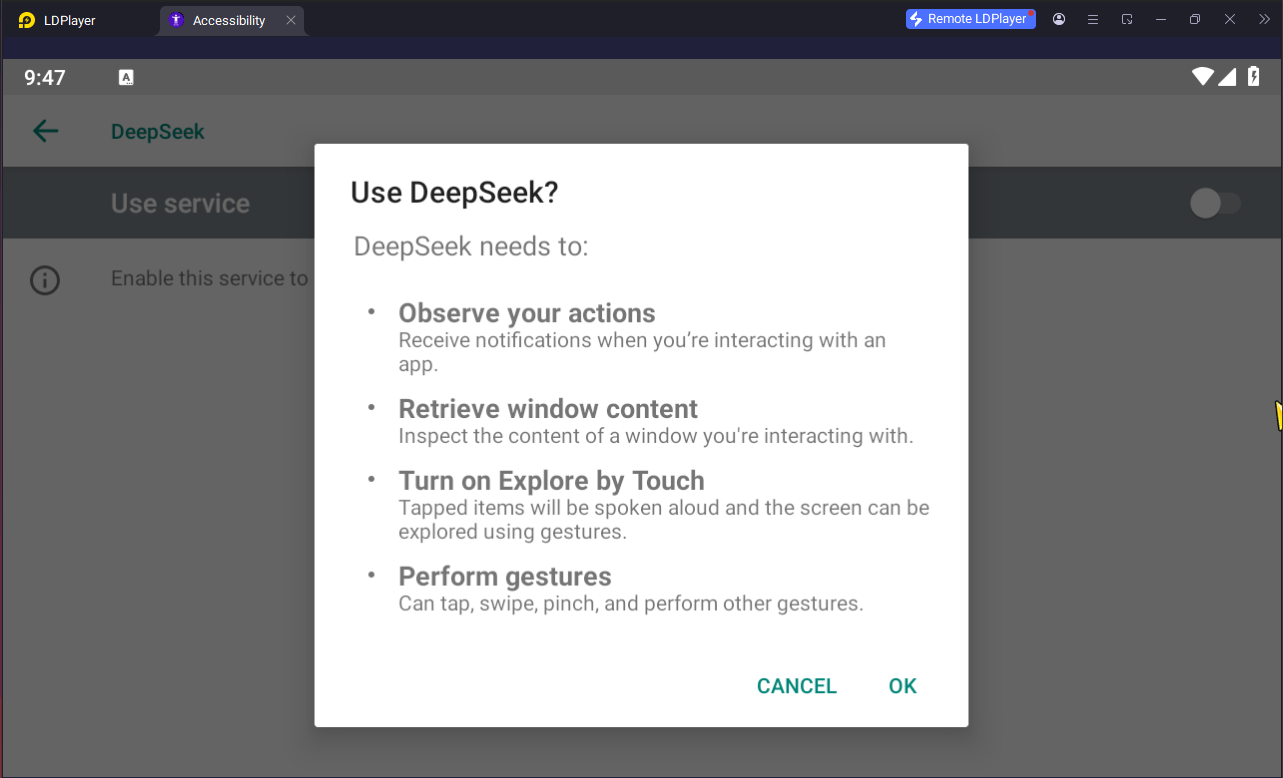 LDPlayer
Accessibility
Remote LDPlayer
9:47
A
DeepSeek
Use service
Enable this service to
Use DeepSeek?
DeepSeek needs to:
• Observe your actions
Receive notifications when you’re interacting with an
app.
• Retrieve window content
Inspect the content of a window you're interacting with.
• Turn on Explore by Touch
Tapped items will be spoken aloud and the screen can be
explored using gestures.
• Perform gestures
Can tap, swipe, pinch, and perform other gestures.
CANCEL OK